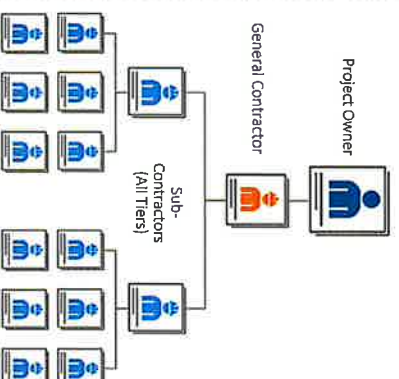 Project Owner
General Contractor
Sub-
Contractors
(All Tiers)